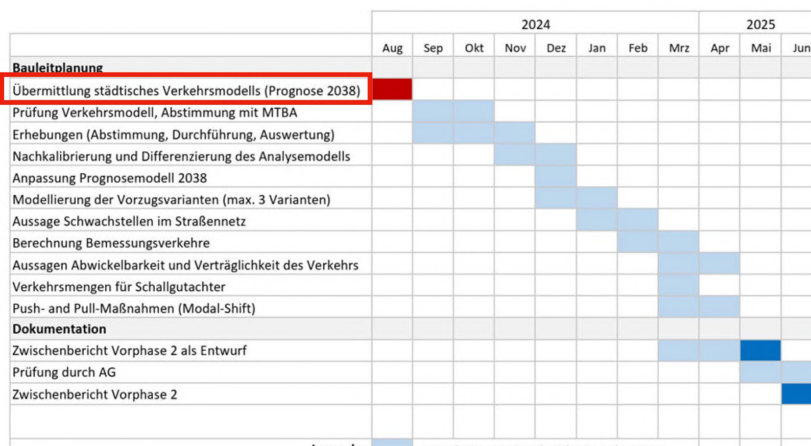 2024 2025
Aug Sep Okt Nov Dez Jan Feb Mrz Apr Mai Jun
Bauleitplanung
Übermittlung städtisches Verkehrsmodells (Prognose 2038)
Prüfung Verkehrsmodell, Abstimmung mit MTBA
Erhebungen (Abstimmung, Durchführung, Auswertung)
Nachkalibrierung und Differenzierung des Analysemodells
Anpassung Prognosemodell 2038
Modellierung der Vorzugsvarianten (max. 3 Varianten)
Aussage Schwachstellen im Straßennetz
Berechnung Bemessungsverkehre
Aussagen Abwickelbarkeit und Verträglichkeit des Verkehrs
Verkehrsmengen für Schallgutachter
Push- and Pull-Maßnahmen (Modal-Shift)
Dokumentation
Zwischenbericht Vorphase 2 als Entwurf
Prüfung durch AG
Zwischenbericht Vorphase 2